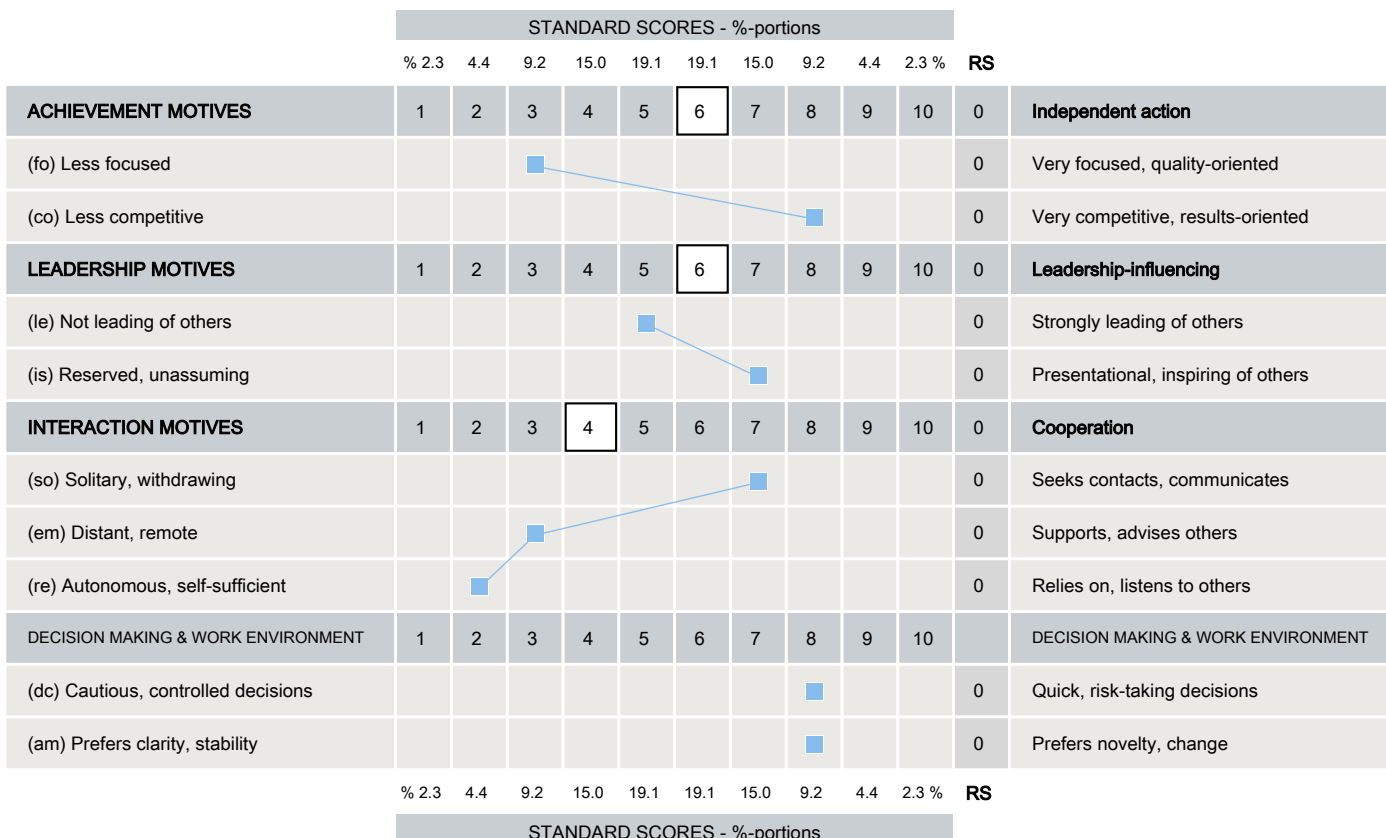 STANDARD SCORES - %-portions
% 2.3 4.4 9.2 15.0 19.1 19.1 15.0 9.2 4.4 2.3 % RS
ACHIEVEMENT MOTIVES 1 2 3 4 5 6 7 8 9 10 0 Independent action
(fo) Less focused 0 Very focused, quality-oriented
(co) Less competitive 0 Very competitive, results-oriented
LEADERSHIP MOTIVES 1 2 3 4 5 6 7 8 9 10 0 Leadership-influencing
(le) Not leading of others 0 Strongly leading of others
(is) Reserved, unassuming 0 Presentational, inspiring of others
INTERACTION MOTIVES 1 2 3 4 5 6 7 8 9 10 0 Cooperation
(so) Solitary, withdrawing 0 Seeks contacts, communicates
(em) Distant, remote 0 Supports, advises others
(re) Autonomous, self-sufficient 0 Relies on, listens to others
DECISION MAKING & WORK ENVIRONMENT 1 2 3 4 5 6 7 8 9 10 DECISION MAKING & WORK ENVIRONMENT
(dc) Cautious, controlled decisions 0 Quick, risk-taking decisions
(am) Prefers clarity, stability 0 Prefers novelty, change
% 2.3 4.4 9.2 15.0 19.1 19.1 15.0 9.2 4.4 2.3 % RS
STANDARD SCORES - %-portions